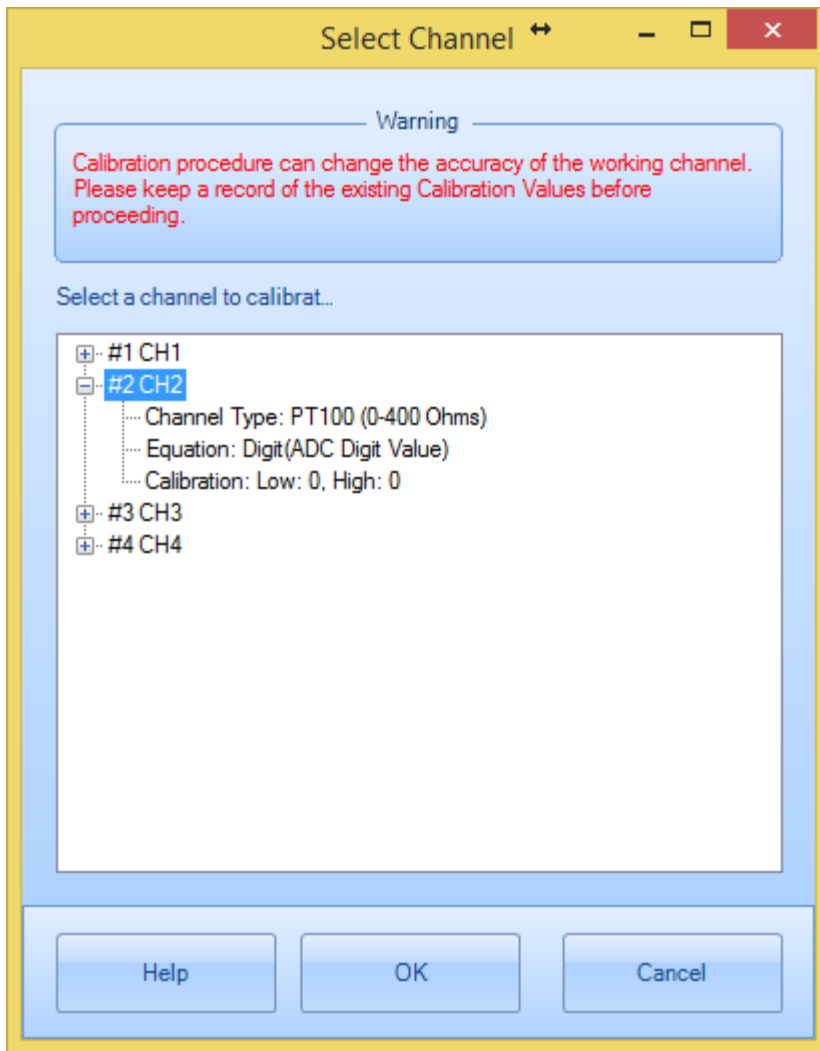 Select Channel
Warning
Calibration procedure can change the accuracy of the working channel.
Please keep a record of the existing Calibration Values before
proceeding.
Select a channel to calibrat...
#1 CH1
#2 CH2
Channel Type: PT100 (0-400 Ohms)
Equation: Digit(ADC Digit Value)
Calibration: Low: 0, High: 0
#3 CH3
#4 CH4
Help
OK
Cancel